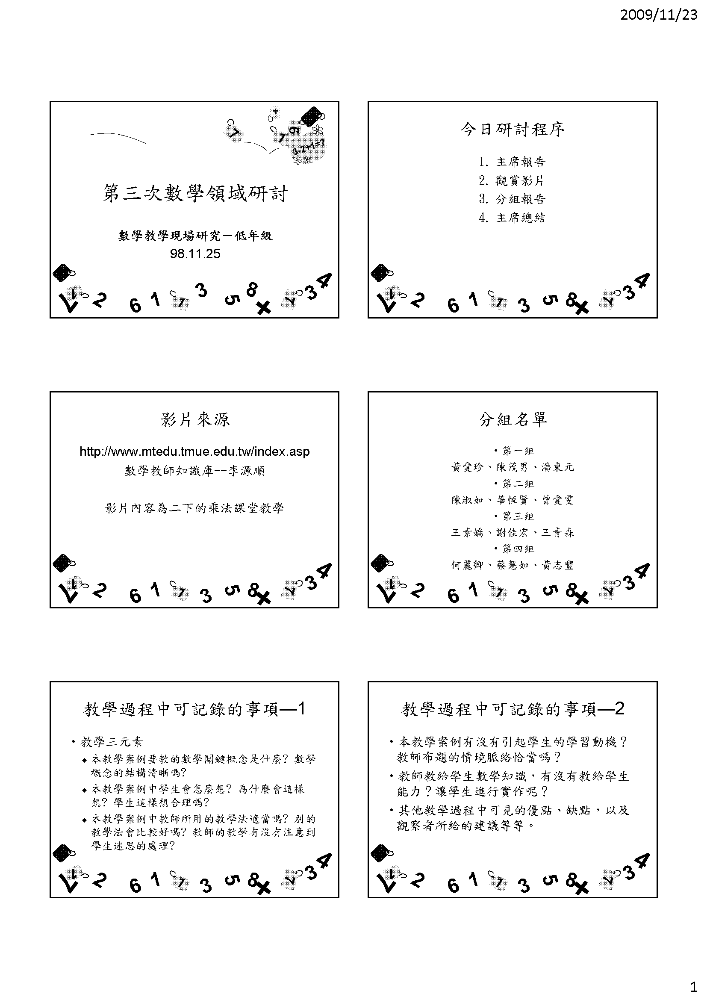 2009/11/23
3-2+1=?
第三次數學領域研討
數學教學現場研究－低年級
98.11.25
今日研討程序
1. 主席報告
2. 觀賞影片
3. 分組報告
4. 主席總結
影片來源
http://www.mtedu.tmue.edu.tw/index.asp
數學教師知識庫--李源順
影片內容為二下的乘法課堂教學
分組名單
•第一組
黃愛珍、陳茂男、潘東元
•第二組
陳淑如、華恆賢、曾愛雯
•第三組
王素嬌、謝佳宏、王青森
•第四組
何麗卿、蔡慧如、黃志豐
教學過程中可記錄的事項—1
•教學三元素
◆本教學案例要教的數學關鍵概念是什麼? 數學
概念的結構清晰嗎?
◆本教學案例中學生會怎麼想? 為什麼會這樣
想? 學生這樣想合理嗎?
◆本教學案例中教師所用的教學法適當嗎? 別的
教學法會比較好嗎? 教師的教學有沒有注意到
學生迷思的處理?
教學過程中可記錄的事項—2
•本教學案例有沒有引起學生的學習動機？
教師布題的情境脈絡恰當嗎？
•教師教給學生數學知識，有沒有教給學生
能力？讓學生進行實作呢？
•其他教學過程中可見的優點、缺點，以及
觀察者所給的建議等等。
1